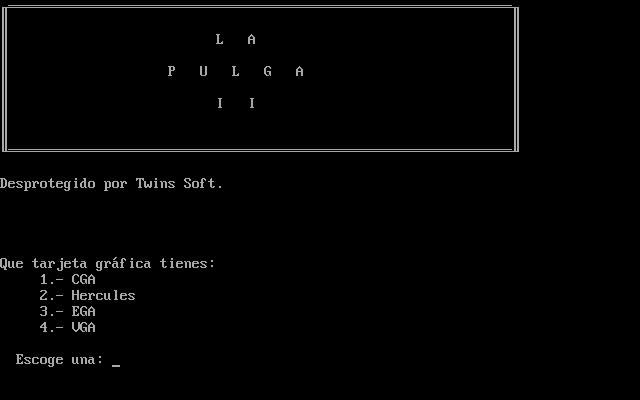 L A
P U L G A
I I
Desprotegido por Twins Soft.
Que tarjeta gráfica tienes:
1.- CGA
2.- Hercules
3.- EGA
4.- VGA
Escoge una: _